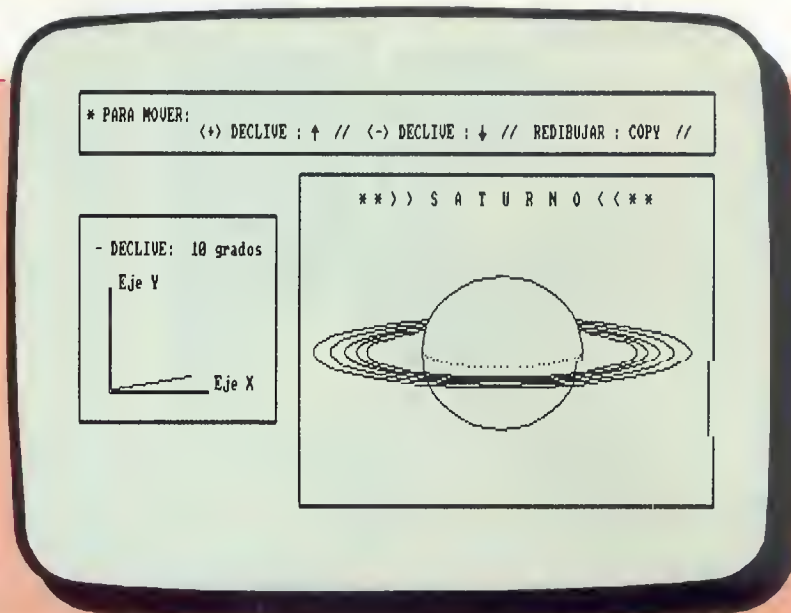 * PARA MOVER:
<+> DECLIVE : ↑ // <-> DECLIVE : ↓ // REDIBUJAR : COPY //
**>> S A T U R N O <<**
- DECLIVE: 10 grados
Eje Y
Eje X